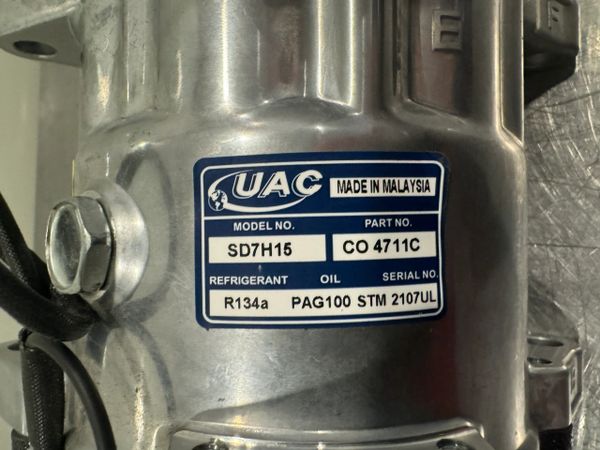 E
UAC MADE IN MALAYSIA
MODEL NO. PART NO.
SD7H15 CO 4711C
REFRIGERANT OIL SERIAL NO.
R134a PAG100 STM 2107UL